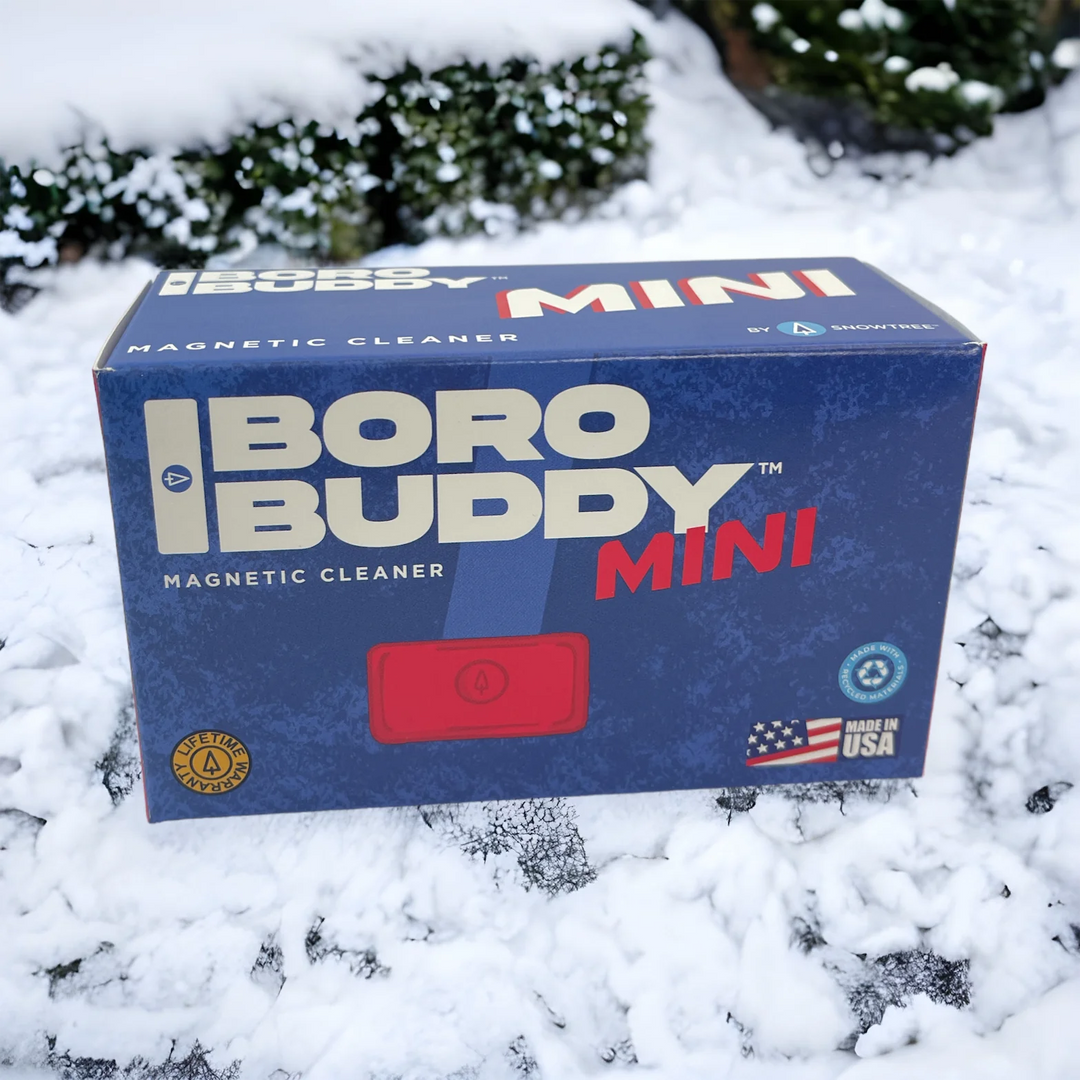 BORO
BUDDY™
MINI
MAGNETIC CLEANER
BY SNOWTREE™
BORO
BUDDY™
MINI
MAGNETIC CLEANER
MADE WITH
RECYCLED MATERIALS
LIFETIME
WARRANTY
MADE IN
USA